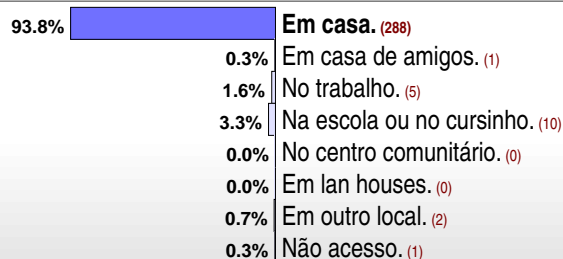 93.8% Em casa. (288)
0.3% Em casa de amigos. (1)
1.6% No trabalho. (5)
3.3% Na escola ou no cursinho. (10)
0.0% No centro comunitário. (0)
0.0% Em lan houses. (0)
0.7% Em outro local. (2)
0.3% Não acesso. (1)